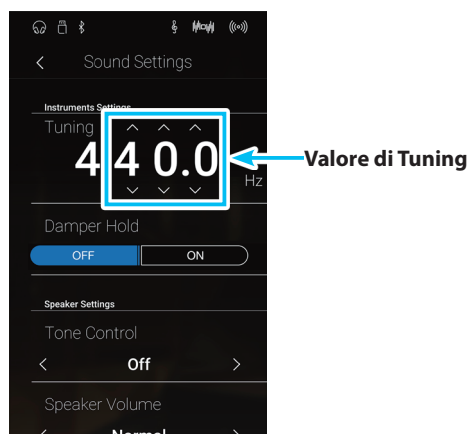 Sound Settings
Instruments Settings
Tuning
440.0
Hz
Valore di Tuning
Damper Hold
OFF ON
Speaker Settings
Tone Control
Off
Speaker Volume
Normal